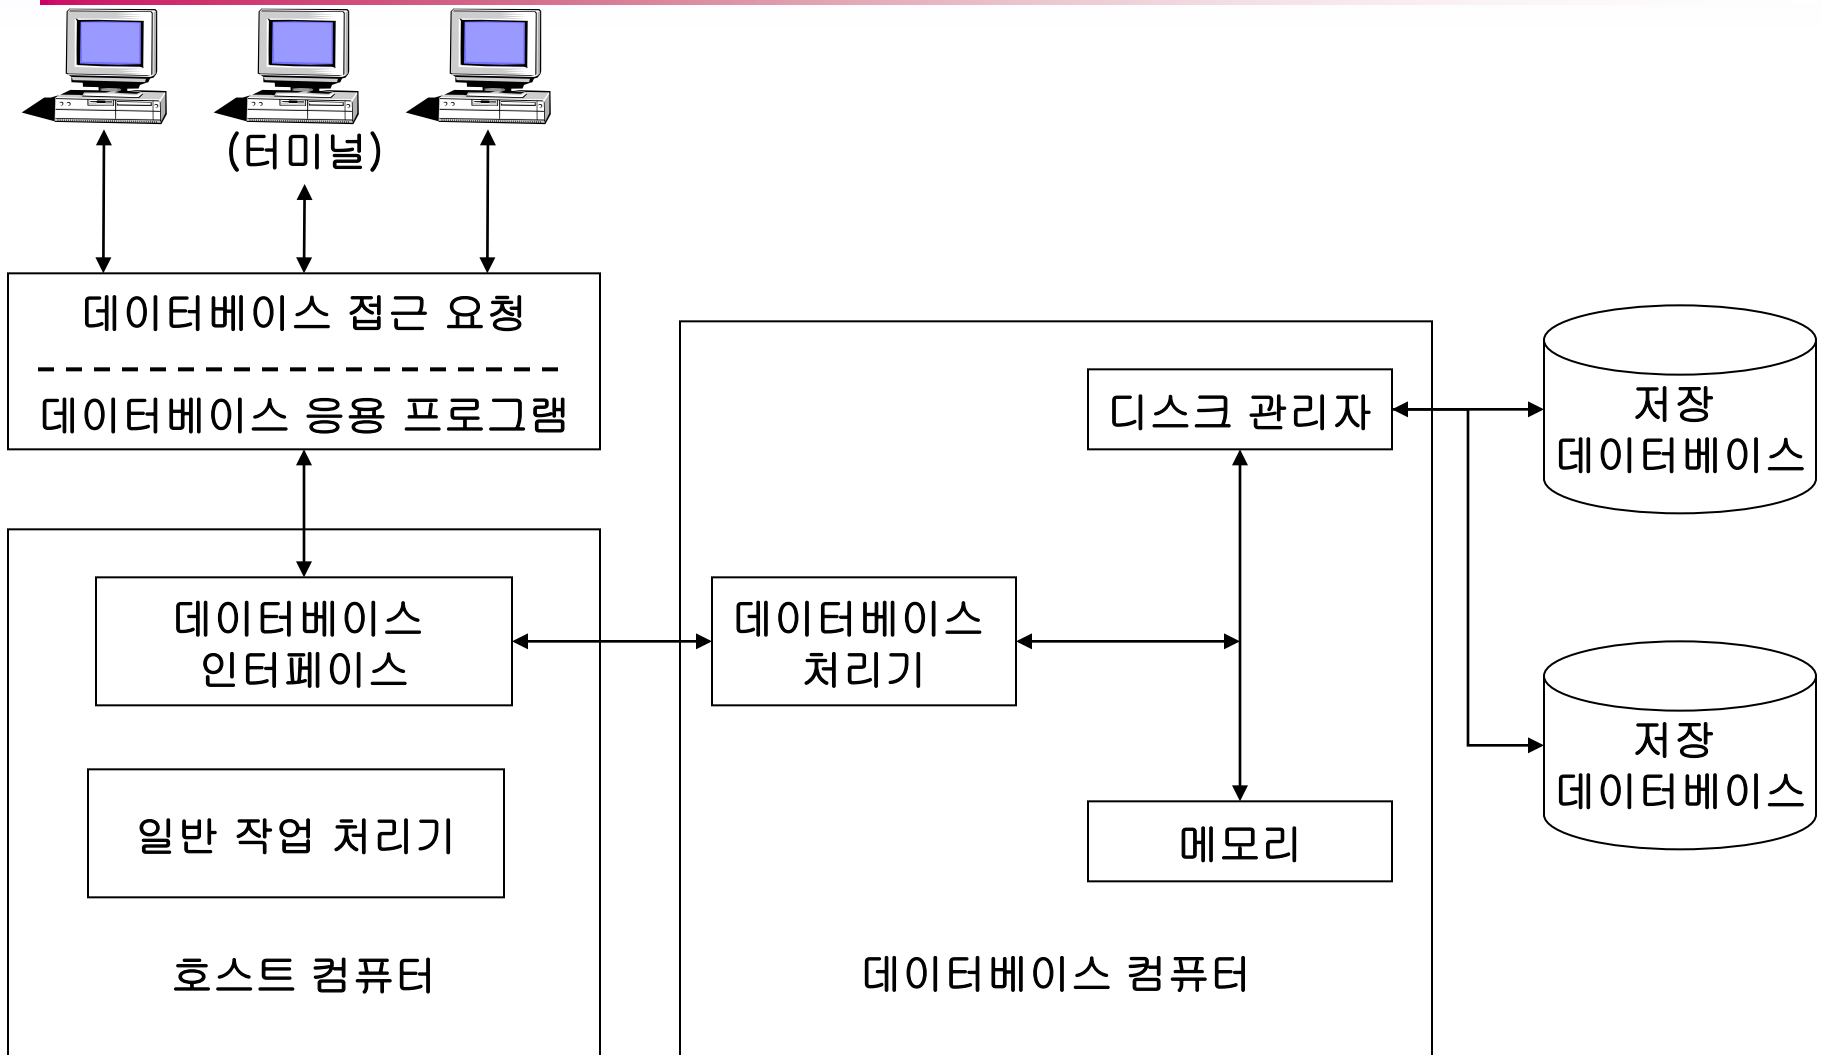 (터미널)
데이터베이스 접근 요청
데이터베이스 응용 프로그램
디스크 관리자
저장
데이터베이스
데이터베이스
인터페이스
데이터베이스
처리기
저장
데이터베이스
일반 작업 처리기
메모리
호스트 컴퓨터
데이터베이스 컴퓨터